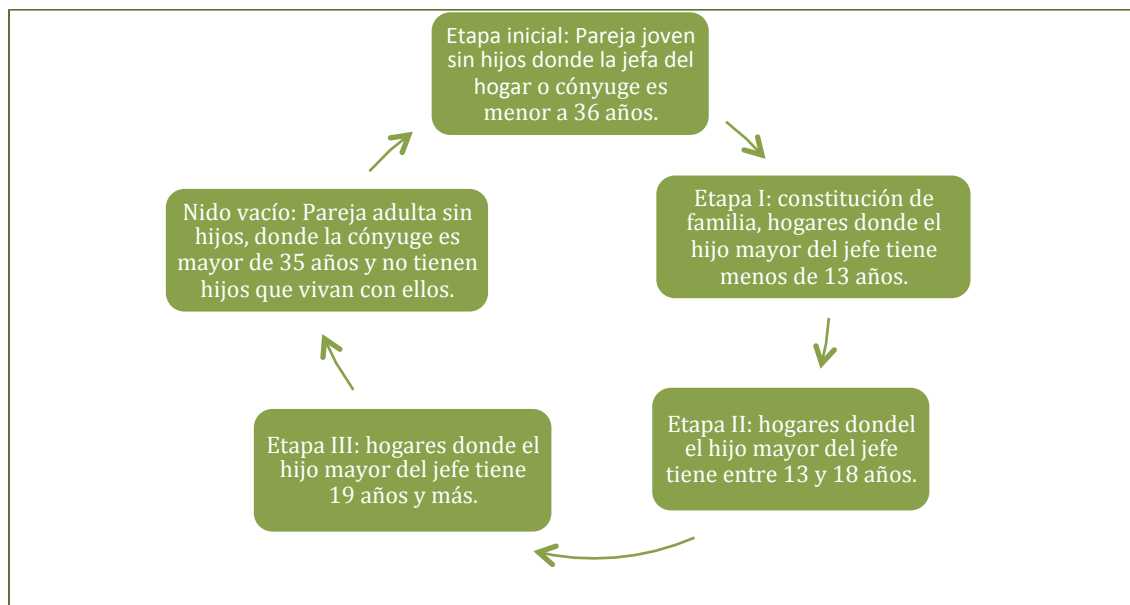 Etapa inicial: Pareja joven
sin hijos donde la jefa del
hogar o cónyuge es
menor a 36 años.
Etapa I: constitución de
familia, hogares donde el
hijo mayor del jefe tiene
menos de 13 años.
Etapa II: hogares dondel
el hijo mayor del jefe
tiene entre 13 y 18 años.
Etapa III: hogares donde el
hijo mayor del jefe tiene
19 años y más.
Nido vacío: Pareja adulta sin
hijos, donde la cónyuge es
mayor de 35 años y no tienen
hijos que vivan con ellos.